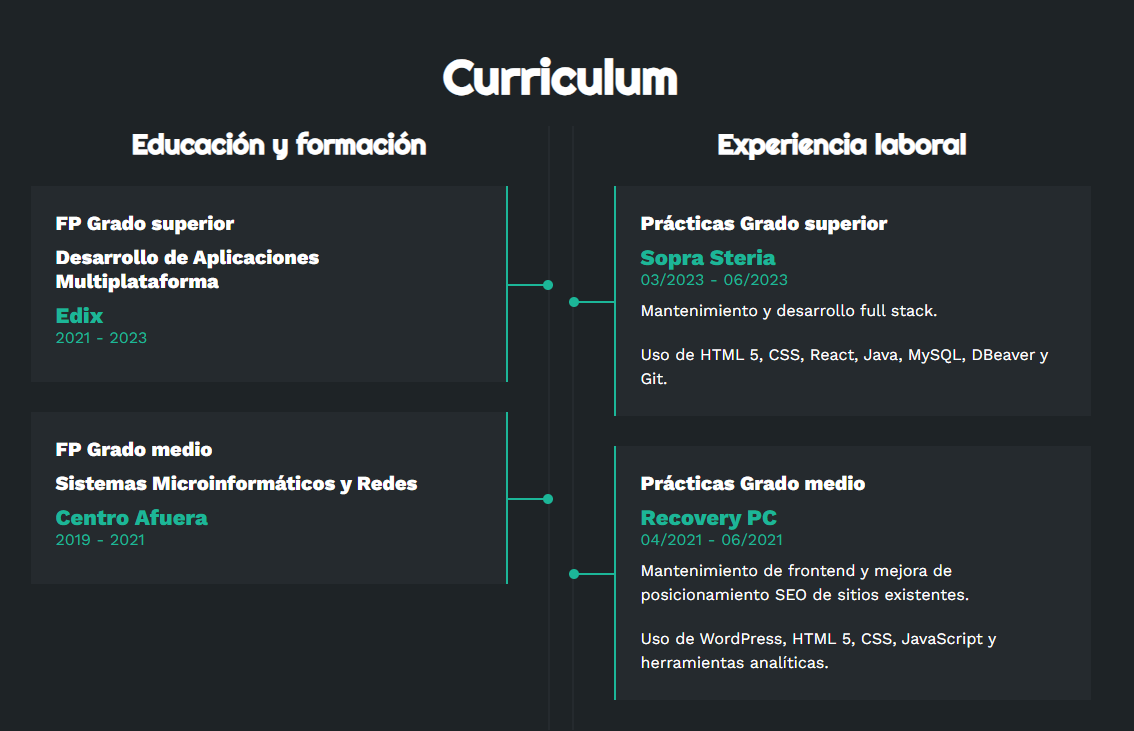 Curriculum
Educación y formación
FP Grado superior
Desarrollo de Aplicaciones
Multiplataforma
Edix
2021 - 2023
FP Grado medio
Sistemas Microinformáticos y Redes
Centro Afuera
2019 - 2021
Experiencia laboral
Prácticas Grado superior
Sopra Steria
03/2023 - 06/2023
Mantenimiento y desarrollo full stack.
Uso de HTML 5, CSS, React, Java, MySQL, DBeaver y
Git.
Prácticas Grado medio
Recovery PC
04/2021 - 06/2021
Mantenimiento de frontend y mejora de
posicionamiento SEO de sitios existentes.
Uso de WordPress, HTML 5, CSS, JavaScript y
herramientas analíticas.